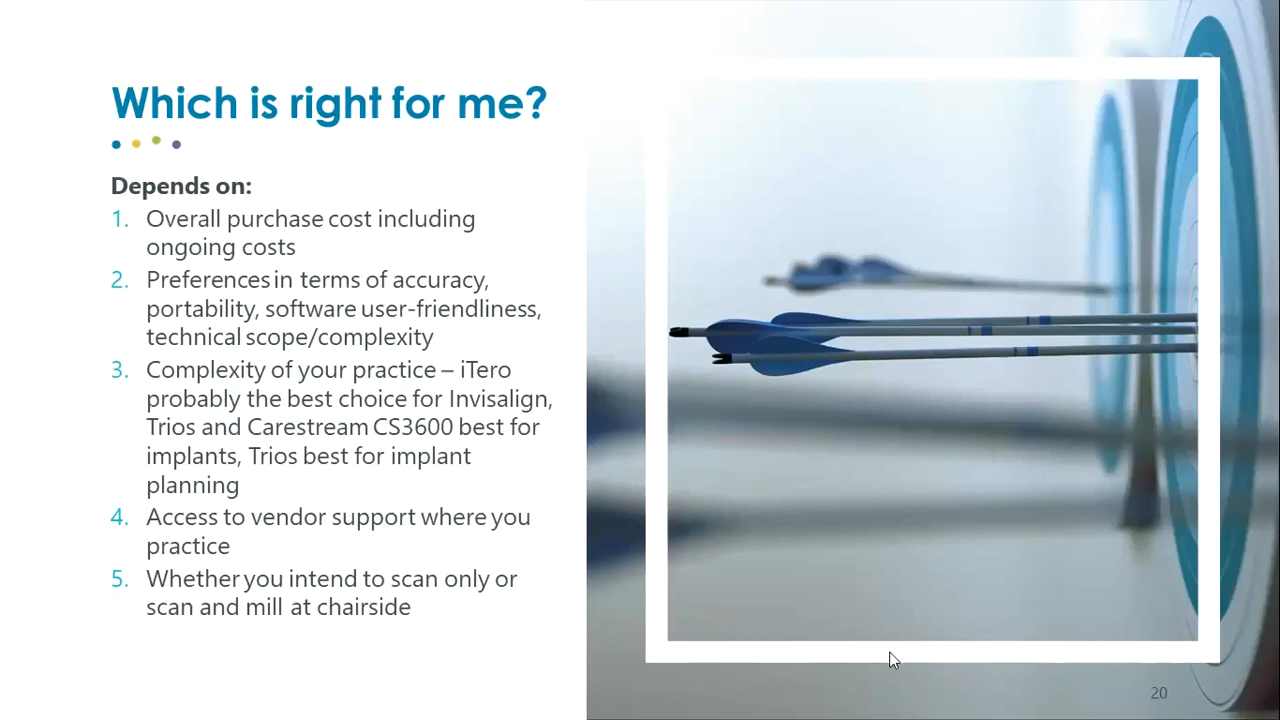 Which is right for me?
Depends on:
1. Overall purchase cost including
ongoing costs
2. Preferences in terms of accuracy,
portability, software user-friendliness,
technical scope/complexity
3. Complexity of your practice – iTero
probably the best choice for Invisalign,
Trios and Carestream CS3600 best for
implants, Trios best for implant
planning
4. Access to vendor support where you
practice
5. Whether you intend to scan only or
scan and mill at chairside
20